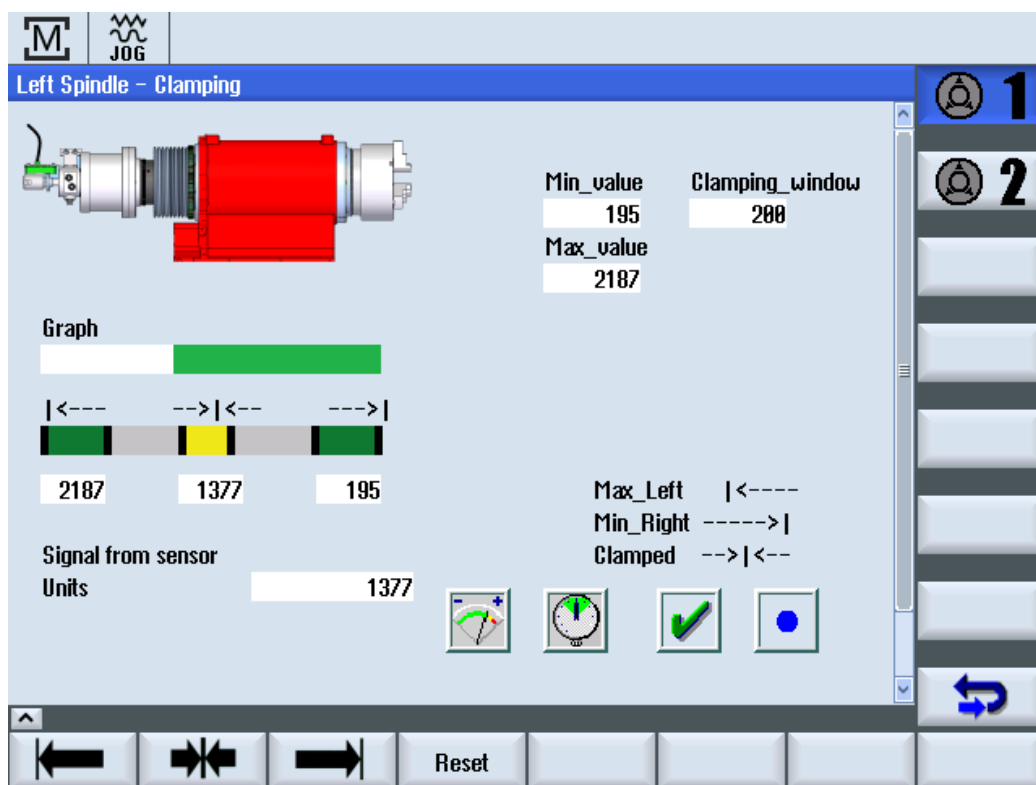 M
JOG
Left Spindle - Clamping
1
2
Min_value Clamping_window
195 200
Max_value
2187
Graph
|<---- -->|<-- --->|
2187 1377 195
Max_Left |<----
Min_Right ----->|
Clamped -->|<--
Signal from sensor
Units 1377
- +
Reset